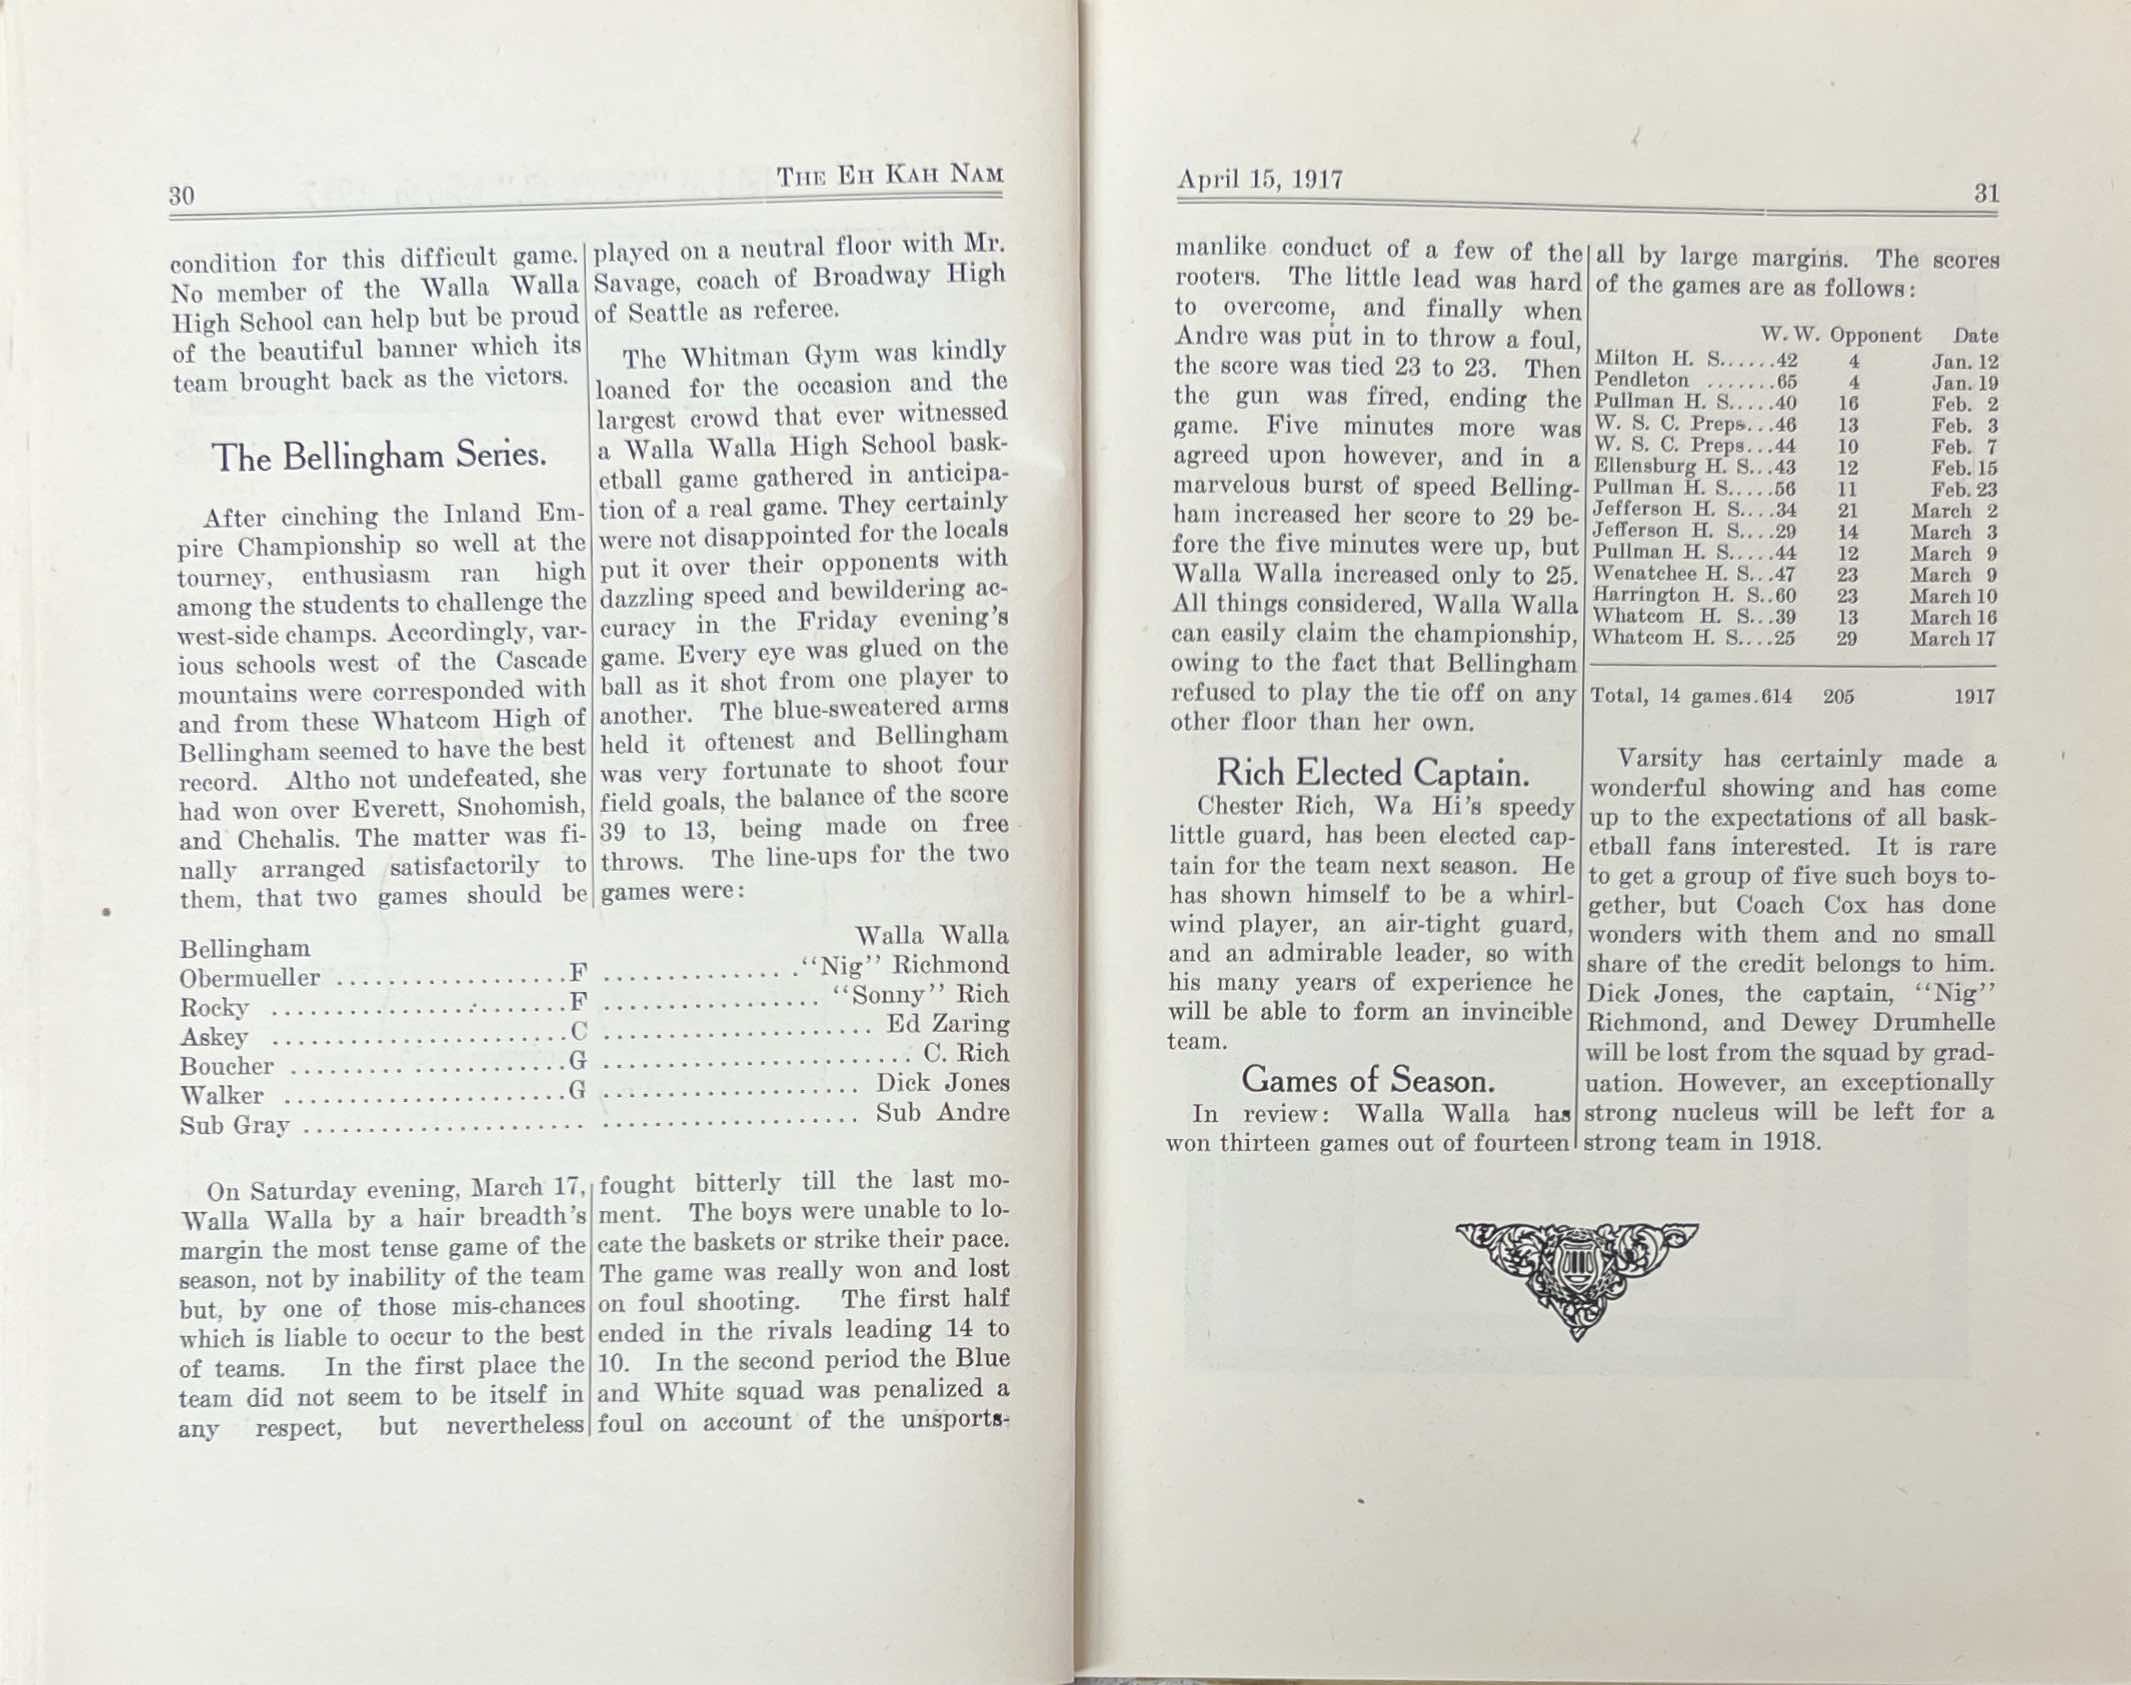 30
THE EH KAH NAM
condition for this difficult game.
No member of the Walla Walla
High School can help but be proud
of the beautiful banner which its
team brought back as the victors.
The Bellingham Series.
After cinching the Inland Em-
pire Championship so well at the
tourney, enthusiasm ran high
among the students to challenge the
west-side champs. Accordingly, var-
ious schools west of the Cascade
mountains were corresponded with
and from these Whatcom High of
Bellingham seemed to have the best
record. Altho not undefeated, she
had won over Everett, Snohomish,
and Chehalis. The matter was fi-
nally arranged satisfactorily to
them, that two games should be
played on a neutral floor with Mr.
Savage, coach of Broadway High
of Seattle as referee.
The Whitman Gym was kindly
loaned for the occasion and the
largest crowd that ever witnessed
a Walla Walla High School bask-
etball game gathered in anticipa-
tion of a real game. They certainly
were not disappointed for the locals
put it over their opponents with
dazzling speed and bewildering ac-
curacy in the Friday evening's
game. Every eye was glued on the
ball as it shot from one player to
another. The blue-sweatered arms
held it oftenest and Bellingham
was very fortunate to shoot four
field goals, the balance of the score
39 to 13, being made on free
throws. The line-ups for the two
games were:
Bellingham Walla Walla
Obermueller ..................F ................"Nig" Richmond
Rocky .......................F ................. "Sonny" Rich
Askey .......................C ..................... Ed Zaring
Boucher .....................G ........................ C. Rich
Walker ......................G .................... Dick Jones
Sub Gray .......................................... Sub Andre
On Saturday evening, March 17,
Walla Walla by a hair breadth's
margin the most tense game of the
season, not by inability of the team
but, by one of those mis-chances
which is liable to occur to the best
of teams. In the first place the
team did not seem to be itself in
any respect, but nevertheless
fought bitterly till the last mo-
ment. The boys were unable to lo-
cate the baskets or strike their pace.
The game was really won and lost
on foul shooting. The first half
ended in the rivals leading 14 to
10. In the second period the Blue
and White squad was penalized a
foul on account of the unsports-
April 15, 1917
31
manlike conduct of a few of the
rooters. The little lead was hard
to overcome, and finally when
Andre was put in to throw a foul,
the score was tied 23 to 23. Then
the gun was fired, ending the
game. Five minutes more was
agreed upon however, and in a
marvelous burst of speed Belling-
ham increased her score to 29 be-
fore the five minutes were up, but
Walla Walla increased only to 25.
All things considered, Walla Walla
can easily claim the championship,
owing to the fact that Bellingham
refused to play the tie off on any
other floor than her own.
Rich Elected Captain.
Chester Rich, Wa Hi's speedy
little guard, has been elected cap-
tain for the team next season. He
has shown himself to be a whirl-
wind player, an air-tight guard,
and an admirable leader, so with
his many years of experience he
will be able to form an invincible
team.
Games of Season.
In review: Walla Walla has
won thirteen games out of fourteen
all by large margins. The scores
of the games are as follows:
W. W. Opponent Date
Milton H. S......42 4 Jan. 12
Pendleton .......65 4 Jan. 19
Pullman H. S.....40 16 Feb. 2
W. S. C. Preps...46 13 Feb. 3
W. S. C. Preps...44 10 Feb. 7
Ellensburg H. S...43 12 Feb. 15
Pullman H. S.....56 11 Feb. 23
Jefferson H. S....34 21 March 2
Jefferson H. S....29 14 March 3
Pullman H. S.....44 12 March 9
Wenatchee H. S...47 23 March 9
Harrington H. S..60 23 March 10
Whatcom H. S...39 13 March 16
Whatcom H. S....25 29 March 17
Total, 14 games.614 205 1917
Varsity has certainly made a
wonderful showing and has come
up to the expectations of all bask-
etball fans interested. It is rare
to get a group of five such boys to-
gether, but Coach Cox has done
wonders with them and no small
share of the credit belongs to him.
Dick Jones, the captain, "Nig"
Richmond, and Dewey Drumhelle
will be lost from the squad by grad-
uation. However, an exceptionally
strong nucleus will be left for a
strong team in 1918.